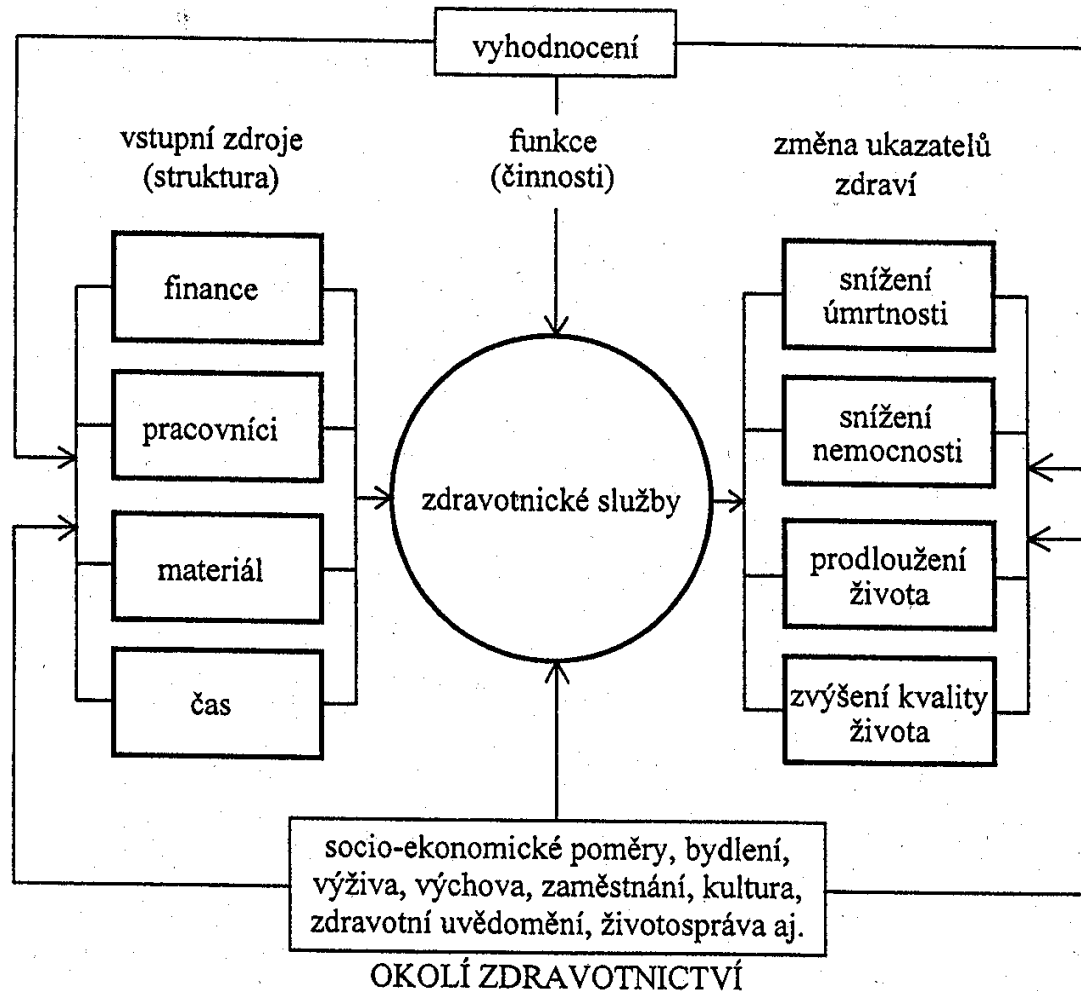 vyhodnocení
vstupní zdroje
(struktura)
funkce
(činnosti)
změna ukazatelů
zdraví
finance
pracovníci
materiál
čas
zdravotnické služby
snížení
úmrtnosti
snížení
nemocnosti
prodloužení
života
zvýšení kvality
života
socio-ekonomické poměry, bydlení,
výživa, výchova, zaměstnání, kultura,
zdravotní uvědomění, životospráva aj.
OKOLÍ ZDRAVOTNICTVÍ